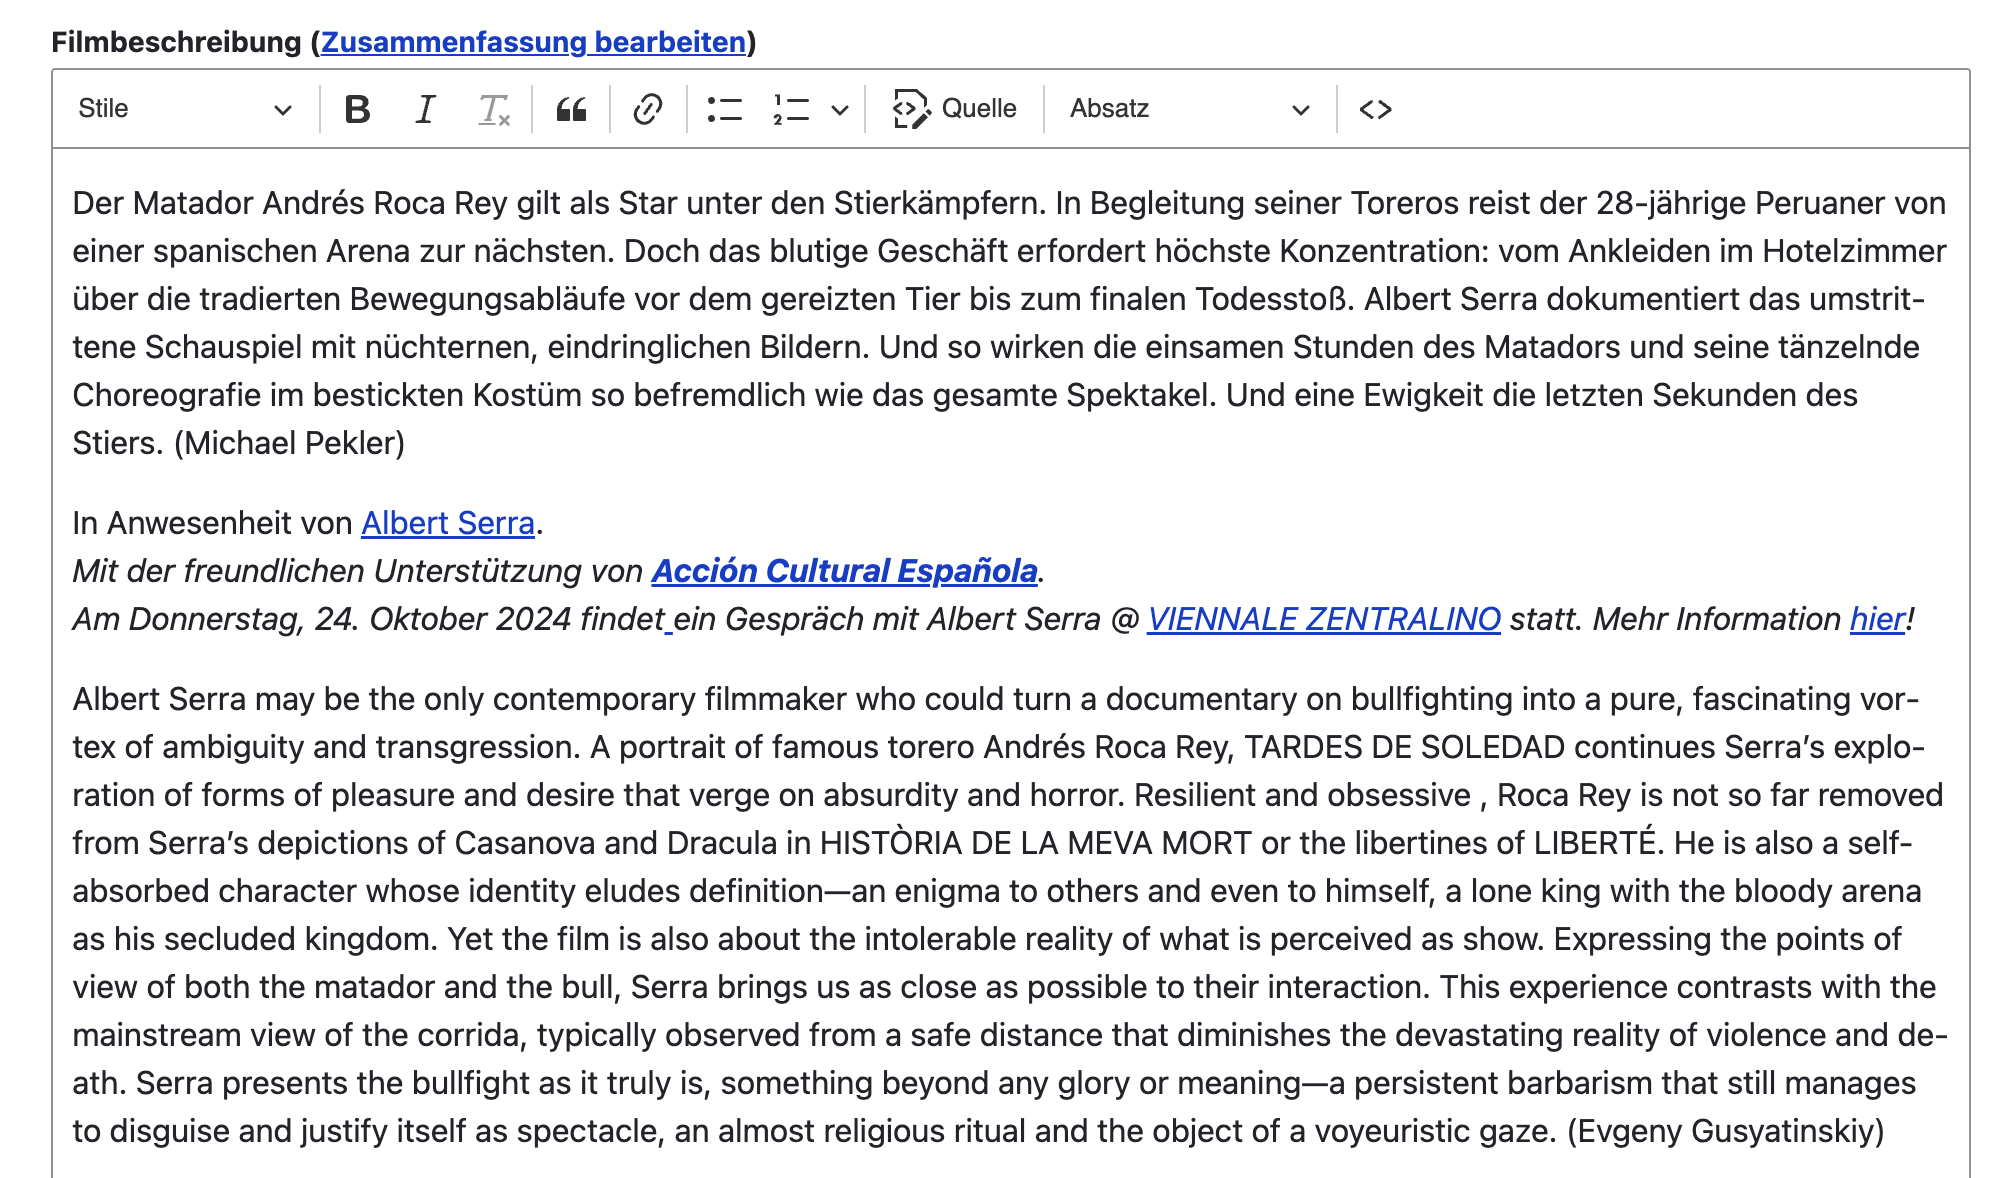 Filmbeschreibung (Zusammenfassung bearbeiten)
Stile B I Tx Quelle Absatz
Der Matador Andrés Roca Rey gilt als Star unter den Stierkämpfern. In Begleitung seiner Toreros reist der 28-jährige Peruaner von
einer spanischen Arena zur nächsten. Doch das blutige Geschäft erfordert höchste Konzentration: vom Ankleiden im Hotelzimmer
über die tradierten Bewegungsabläufe vor dem gereizten Tier bis zum finalen Todesstoß. Albert Serra dokumentiert das umstrit-
tene Schauspiel mit nüchternen, eindringlichen Bildern. Und so wirken die einsamen Stunden des Matadors und seine tänzelnde
Choreografie im bestickten Kostüm so befremdlich wie das gesamte Spektakel. Und eine Ewigkeit die letzten Sekunden des
Stiers. (Michael Pekler)
In Anwesenheit von Albert Serra.
Mit der freundlichen Unterstützung von Acción Cultural Española.
Am Donnerstag, 24. Oktober 2024 findet ein Gespräch mit Albert Serra @ VIENNALE ZENTRALINO statt. Mehr Information hier!
Albert Serra may be the only contemporary filmmaker who could turn a documentary on bullfighting into a pure, fascinating vor-
tex of ambiguity and transgression. A portrait of famous torero Andrés Roca Rey, TARDES DE SOLEDAD continues Serra’s explo-
ration of forms of pleasure and desire that verge on absurdity and horror. Resilient and obsessive , Roca Rey is not so far removed
from Serra’s depictions of Casanova and Dracula in HISTÒRIA DE LA MEVA MORT or the libertines of LIBERTÉ. He is also a self-
absorbed character whose identity eludes definition—an enigma to others and even to himself, a lone king with the bloody arena
as his secluded kingdom. Yet the film is also about the intolerable reality of what is perceived as show. Expressing the points of
view of both the matador and the bull, Serra brings us as close as possible to their interaction. This experience contrasts with the
mainstream view of the corrida, typically observed from a safe distance that diminishes the devastating reality of violence and de-
ath. Serra presents the bullfight as it truly is, something beyond any glory or meaning—a persistent barbarism that still manages
to disguise and justify itself as spectacle, an almost religious ritual and the object of a voyeuristic gaze. (Evgeny Gusyatinskiy)